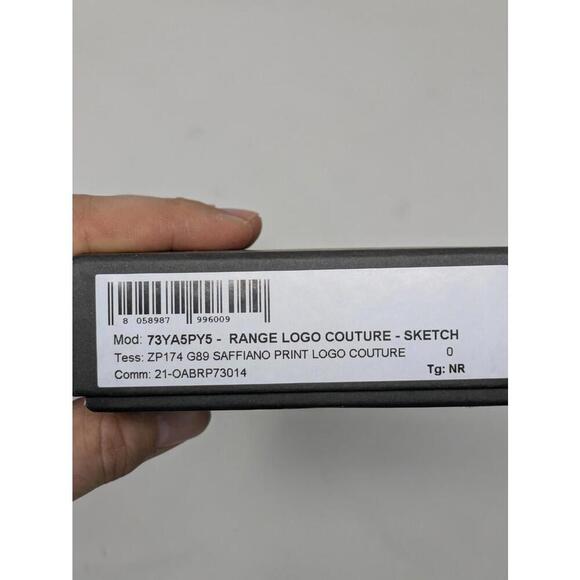 8 058987 996009
Mod: 73YA5PY5 - RANGE LOGO COUTURE - SKETCH
Tess: ZP174 G89 SAFFIANO PRINT LOGO COUTURE 0
Comm: 21-OABRP73014 Tg: NR